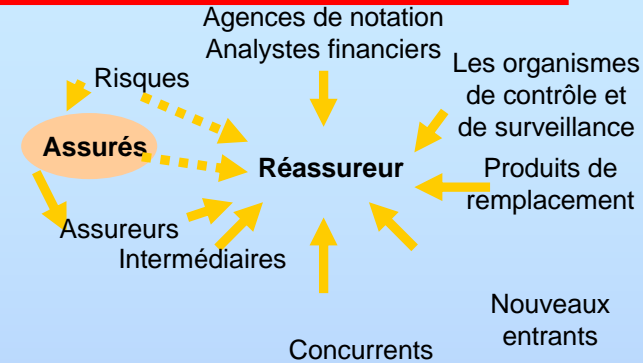 Agences de notation
Analystes financiers
Risques
Les organismes
de contrôle et
de surveillance
Assurés
Réassureur
Produits de
remplacement
Assureurs
Intermédiaires
Nouveaux
entrants
Concurrents